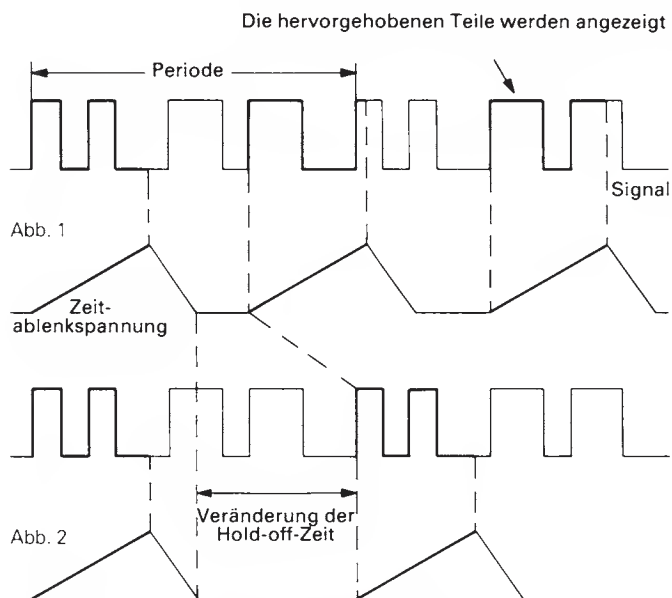 Die hervorgehobenen Teile werden angezeigt
Periode
Signal
Abb. 1
Zeit-
ablenkspannung
Veränderung der
Hold-off-Zeit
Abb. 2